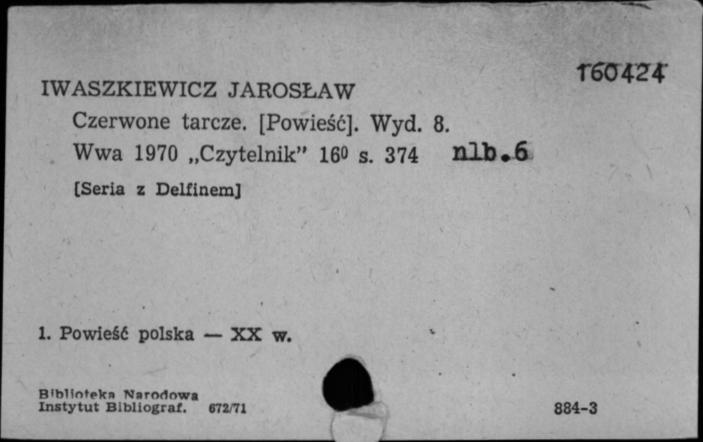 160424
IWASZKIEWICZ JAROSŁAW
Czerwone tarcze. [Powieść]. Wyd. 8.
Wwa 1970 „Czytelnik” 16⁰ s. 374 nlb.6
[Seria z Delfinem]
1. Powieść polska — XX w.
Biblioteka Narodowa
Instytut Bibliograf. 672/71
884-3